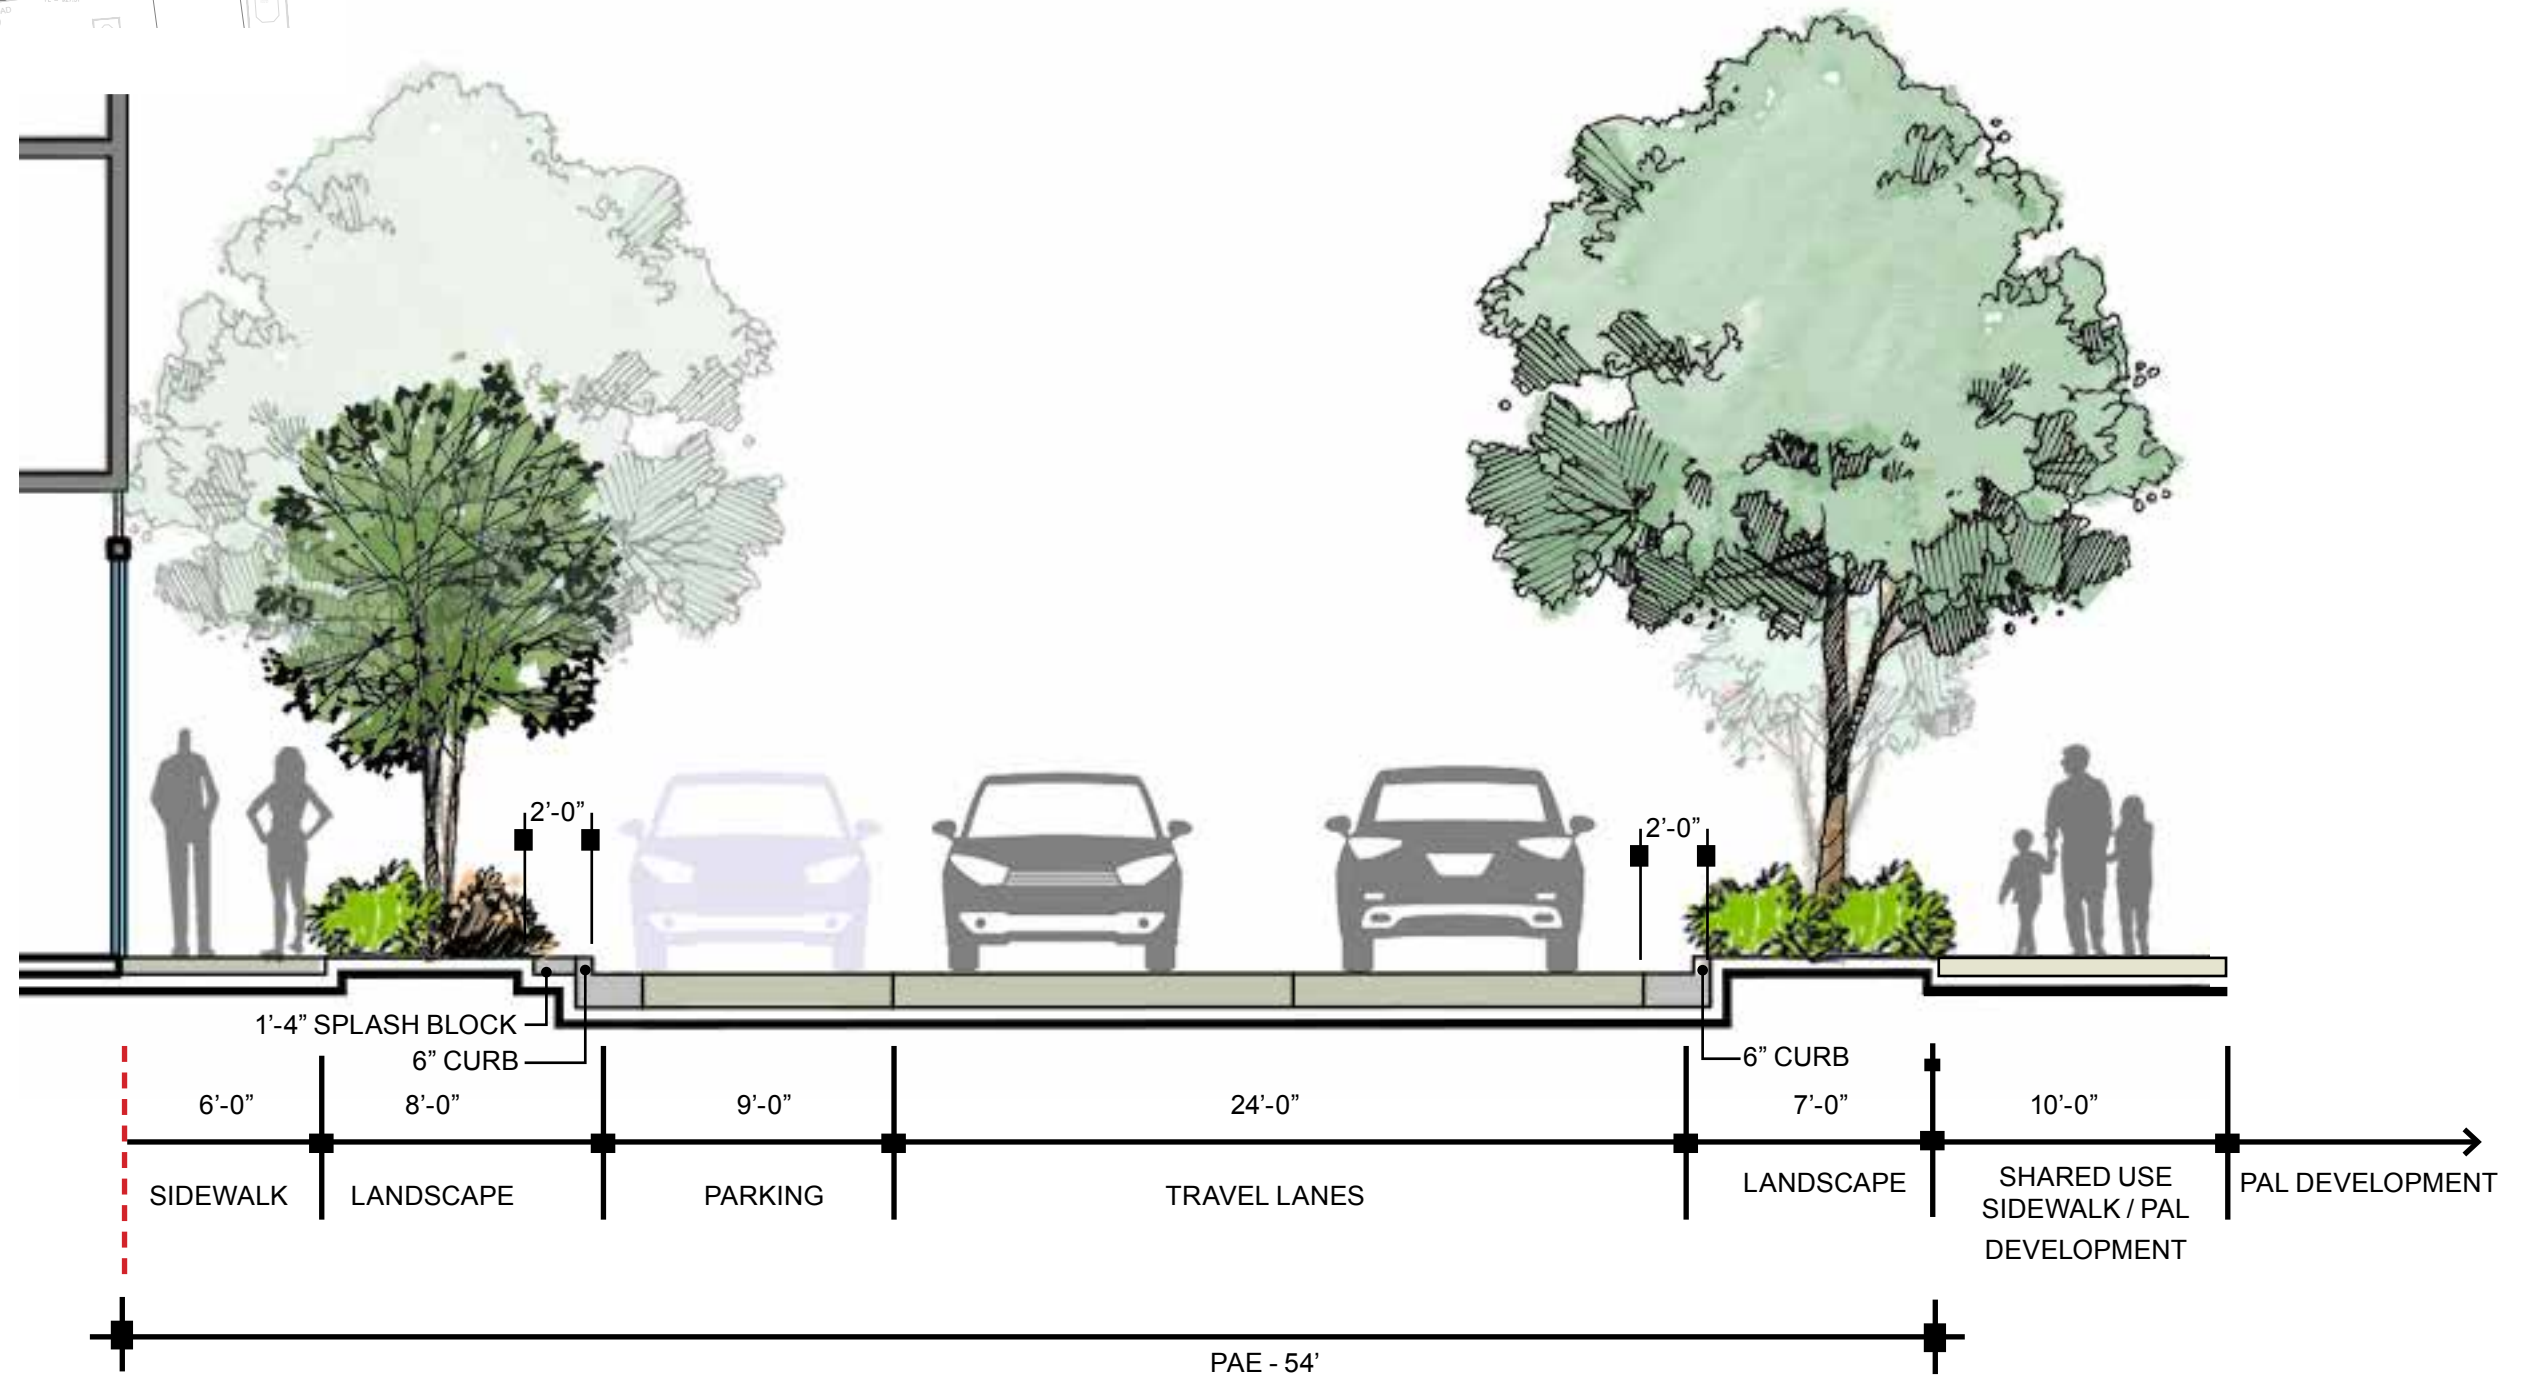 2’-0”
2’-0”
1’-4” SPLASH BLOCK
6” CURB
6” CURB
6’-0”
8’-0”
9’-0”
24’-0”
7’-0”
10’-0”
SIDEWALK
LANDSCAPE
PARKING
TRAVEL LANES
LANDSCAPE
SHARED USE
SIDEWALK / PAL
DEVELOPMENT
PAL DEVELOPMENT
PAE - 54’